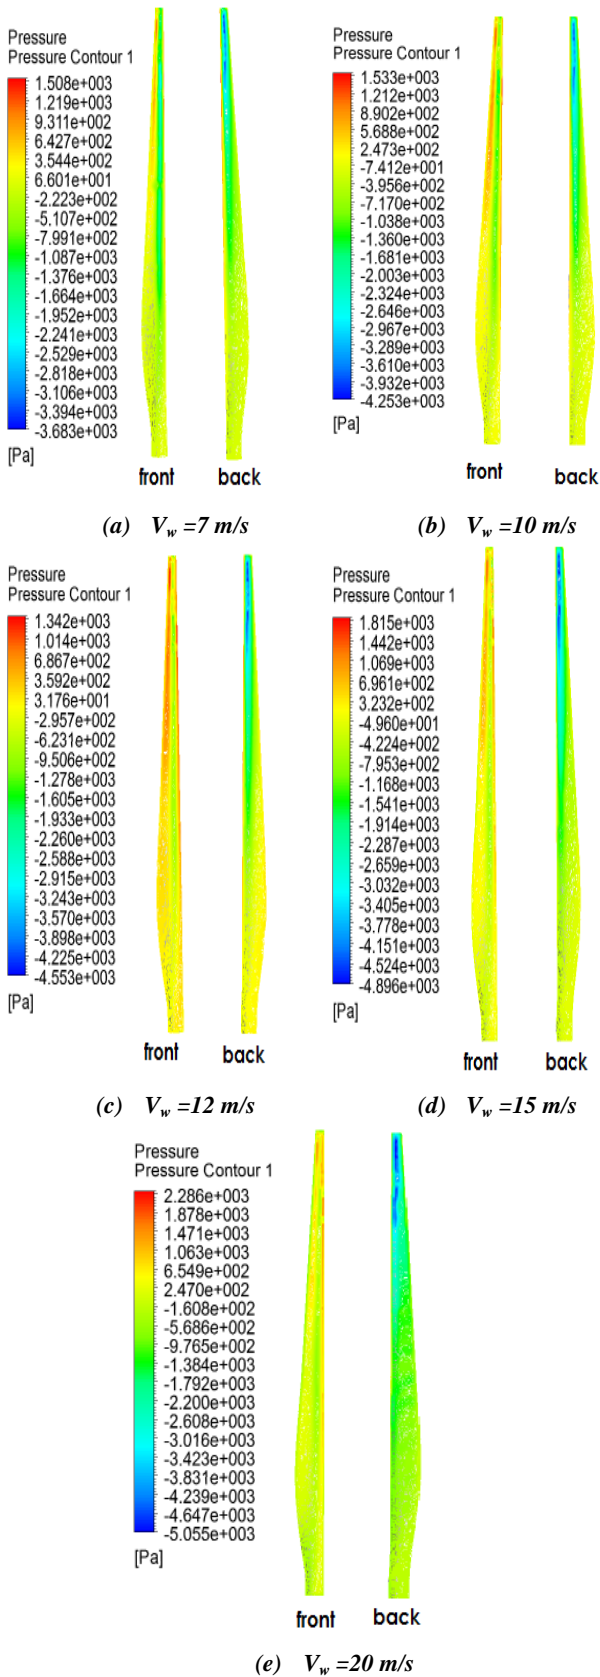 Pressure
Pressure Contour 1
1.508e+003
1.219e+003
9.311e+002
6.427e+002
3.544e+002
6.601e+001
-2.223e+002
-5.107e+002
-7.991e+002
-1.087e+003
-1.376e+003
-1.664e+003
-1.952e+003
-2.241e+003
-2.529e+003
-2.818e+003
-3.106e+003
-3.394e+003
-3.683e+003
[Pa]
front back
(a) Vw =7 m/s
Pressure
Pressure Contour 1
1.533e+003
1.212e+003
8.902e+002
5.688e+002
2.473e+002
-7.412e+001
-3.956e+002
-7.170e+002
-1.038e+003
-1.360e+003
-1.681e+003
-2.003e+003
-2.324e+003
-2.646e+003
-2.967e+003
-3.289e+003
-3.610e+003
-3.932e+003
-4.253e+003
[Pa]
front back
(b) Vw =10 m/s
Pressure
Pressure Contour 1
1.342e+003
1.014e+003
6.867e+002
3.592e+002
3.176e+001
-2.957e+002
-6.231e+002
-9.506e+002
-1.278e+003
-1.605e+003
-1.933e+003
-2.260e+003
-2.588e+003
-2.915e+003
-3.243e+003
-3.570e+003
-3.898e+003
-4.225e+003
-4.553e+003
[Pa]
front back
(c) Vw =12 m/s
Pressure
Pressure Contour 1
1.815e+003
1.442e+003
1.069e+003
6.961e+002
3.232e+002
-4.960e+001
-4.224e+002
-7.953e+002
-1.168e+003
-1.541e+003
-1.914e+003
-2.287e+003
-2.659e+003
-3.032e+003
-3.405e+003
-3.778e+003
-4.151e+003
-4.524e+003
-4.896e+003
[Pa]
front back
(d) Vw =15 m/s
Pressure
Pressure Contour 1
2.286e+003
1.878e+003
1.471e+003
1.063e+003
6.549e+002
2.470e+002
-1.608e+002
-5.686e+002
-9.765e+002
-1.384e+003
-1.792e+003
-2.200e+003
-2.608e+003
-3.016e+003
-3.423e+003
-3.831e+003
-4.239e+003
-4.647e+003
-5.055e+003
[Pa]
front back
(e) Vw =20 m/s